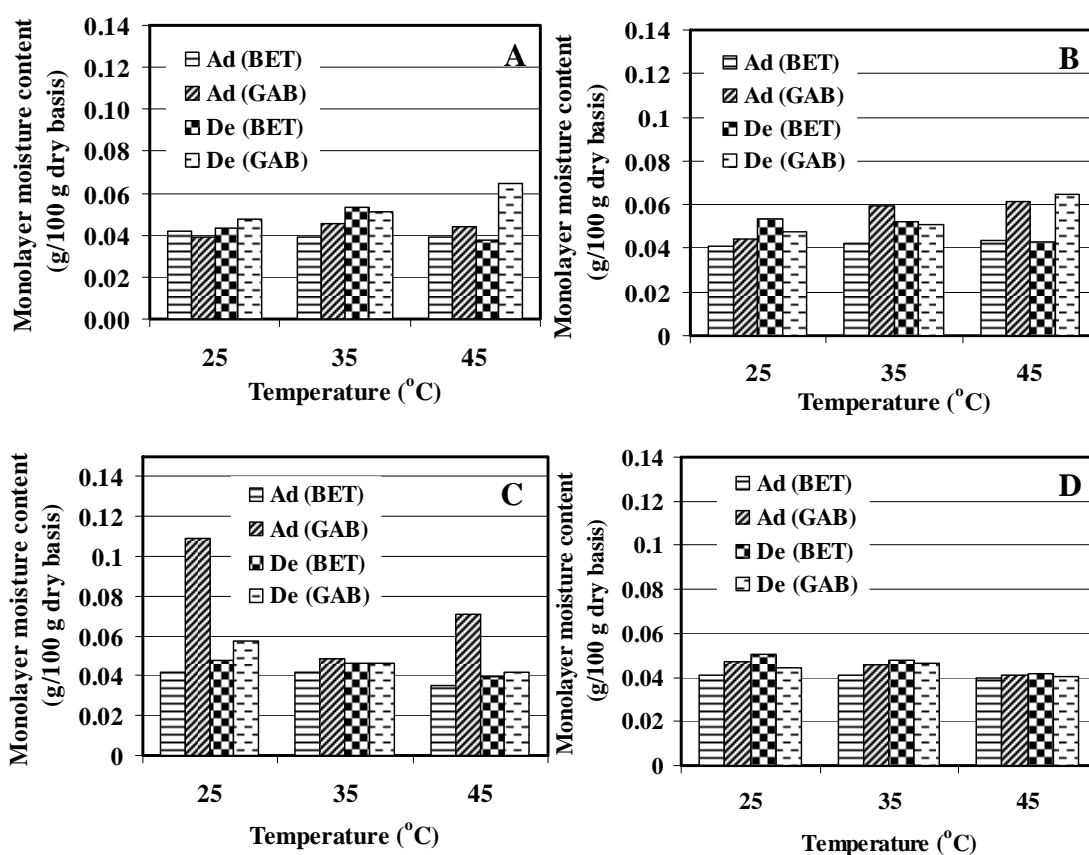 Monolayer moisture content
(g/100 g dry basis)
0.14
0.12
0.10
0.08
0.06
0.04
0.02
0.00
Ad (BET)
Ad (GAB)
De (BET)
De (GAB)
A
25
35
45
Temperature (°C)
Monolayer moisture content
(g/100 g dry basis)
0.14
0.12
0.1
0.08
0.06
0.04
0.02
0
Ad (BET)
Ad (GAB)
De (BET)
De (GAB)
B
25
35
45
Temperature (°C)
Monolayer moisture content
(g/100 g dry basis)
0.14
0.12
0.1
0.08
0.06
0.04
0.02
0
Ad (BET)
Ad (GAB)
De (BET)
De (GAB)
C
25
35
45
Temperature (°C)
Monolayer moisture content
(g/100 g dry basis)
0.14
0.12
0.1
0.08
0.06
0.04
0.02
0
Ad (BET)
Ad (GAB)
De (BET)
De (GAB)
D
25
35
45
Temperature (°C)